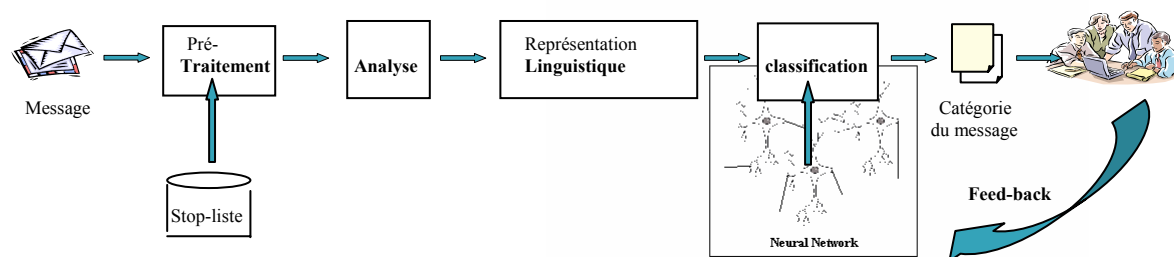 Message
Pré-
Traitement
Stop-liste
Analyse
Représentation
Linguistique
classification
Neural Network
Catégorie
du message
Feed-back